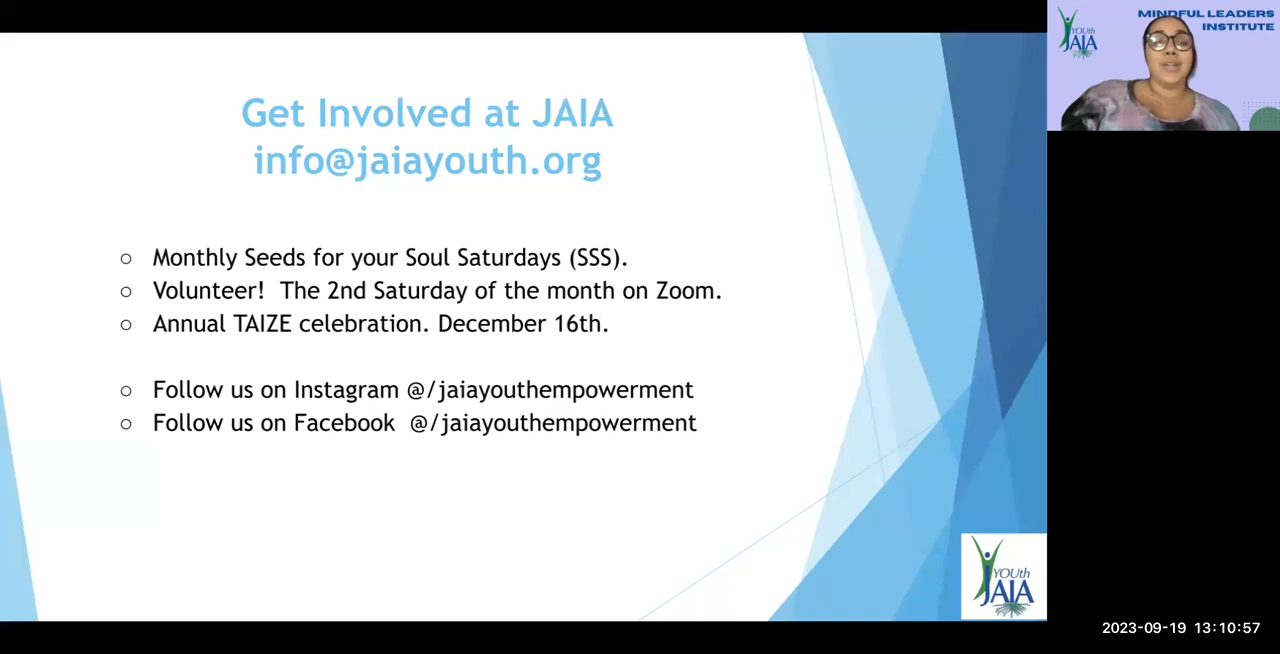 Get Involved at JAIA
info@jaiayouth.org
○ Monthly Seeds for your Soul Saturdays (SSS).
○ Volunteer!  The 2nd Saturday of the month on Zoom.
○ Annual TAIZE celebration. December 16th.
○ Follow us on Instagram @/jaiayouthempowerment
○ Follow us on Facebook  @/jaiayouthempowerment
YOUth
JAIA
MINDFUL LEADERS
INSTITUTE
YOUth
JAIA
2023-09-19 13:10:57